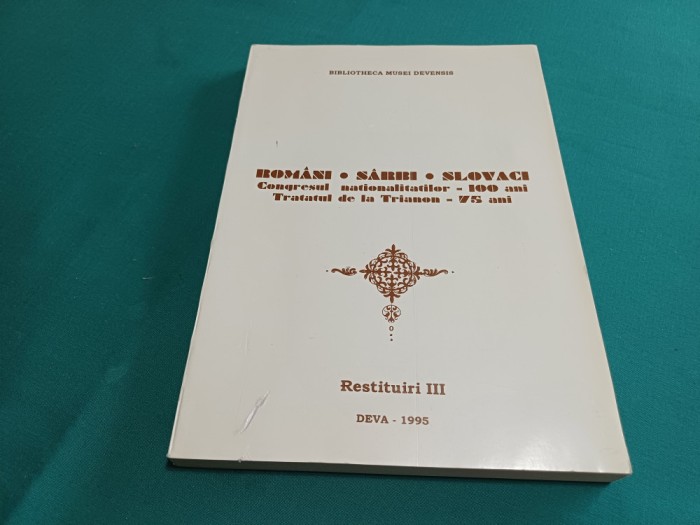 BIBLIOTHECA MUSEI DEVENSIS
ROMÂNI • SÂRBI • SLOVACI
Congresul nationalitatilor - 100 ani
Tratatul de la Trianon - 75 ani
Restituiri III
DEVA - 1995